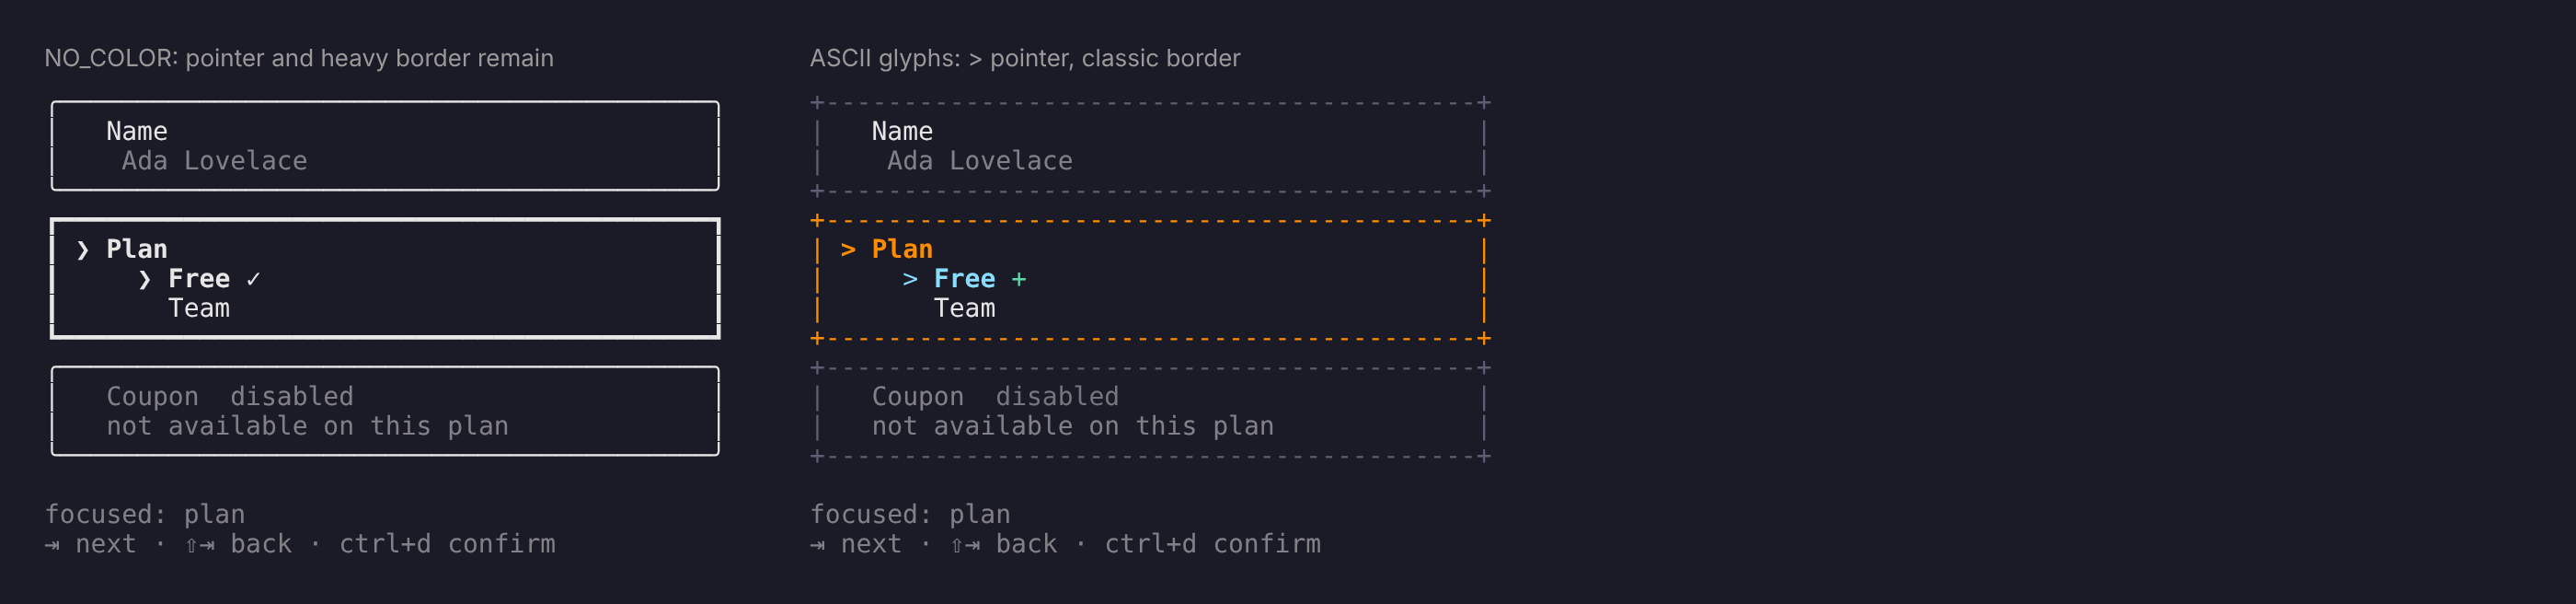 NO_COLOR: pointer and heavy border remain
Name
Ada Lovelace
❯ Plan
❯ Free ✓
Team
Coupon  disabled
not available on this plan
focused: plan
⇥ next · ⇧⇥ back · ctrl+d confirm
ASCII glyphs: > pointer, classic border
Name
Ada Lovelace
> Plan
> Free +
Team
Coupon  disabled
not available on this plan
focused: plan
⇥ next · ⇧⇥ back · ctrl+d confirm